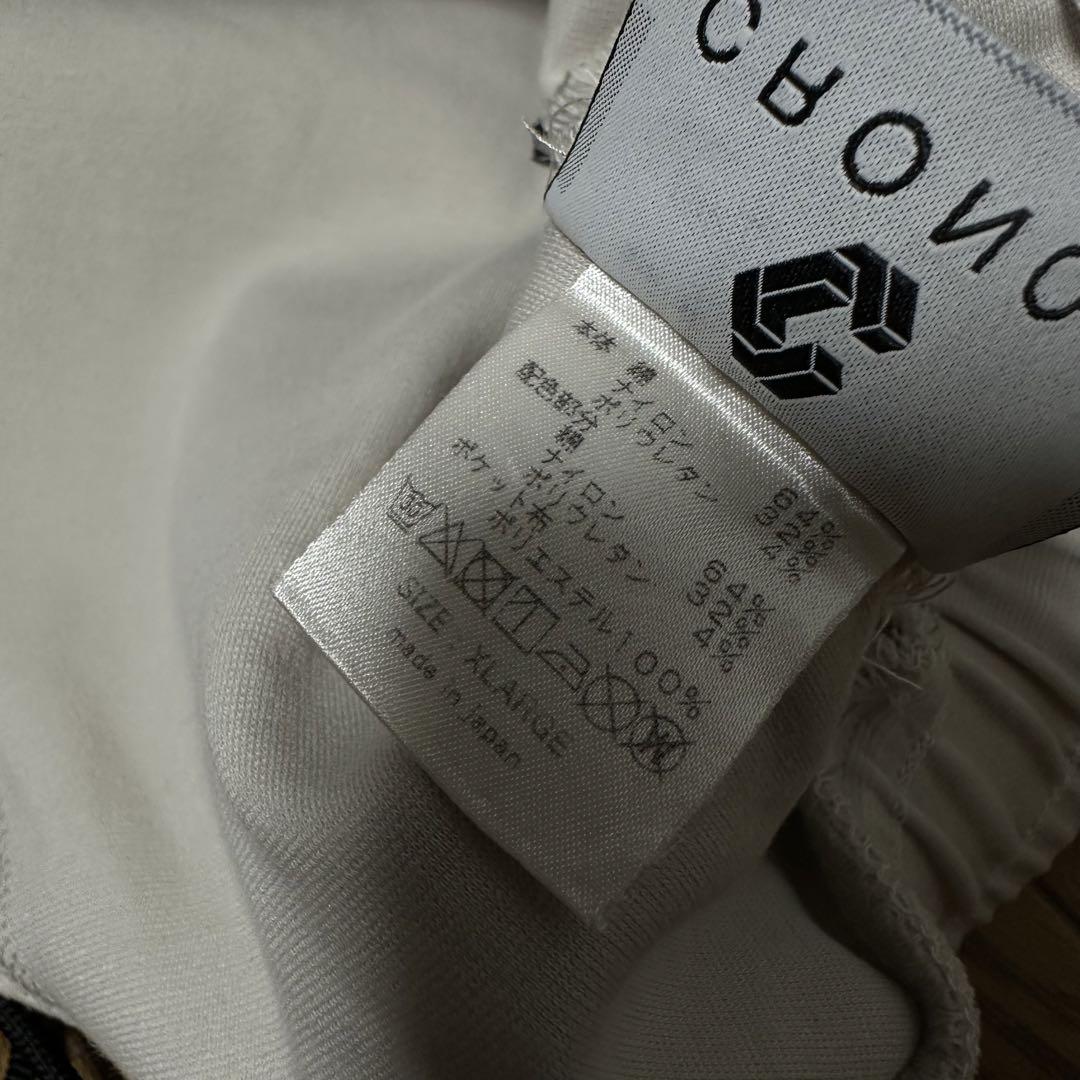 CRONO
本体 綿 64%
ナイロン 32%
ポリウレタン 4%
配色部分
綿 64%
ナイロン 32%
ポリウレタン 4%
ポケット布
ポリエステル100%
SIZE XLARGE
made in Japan